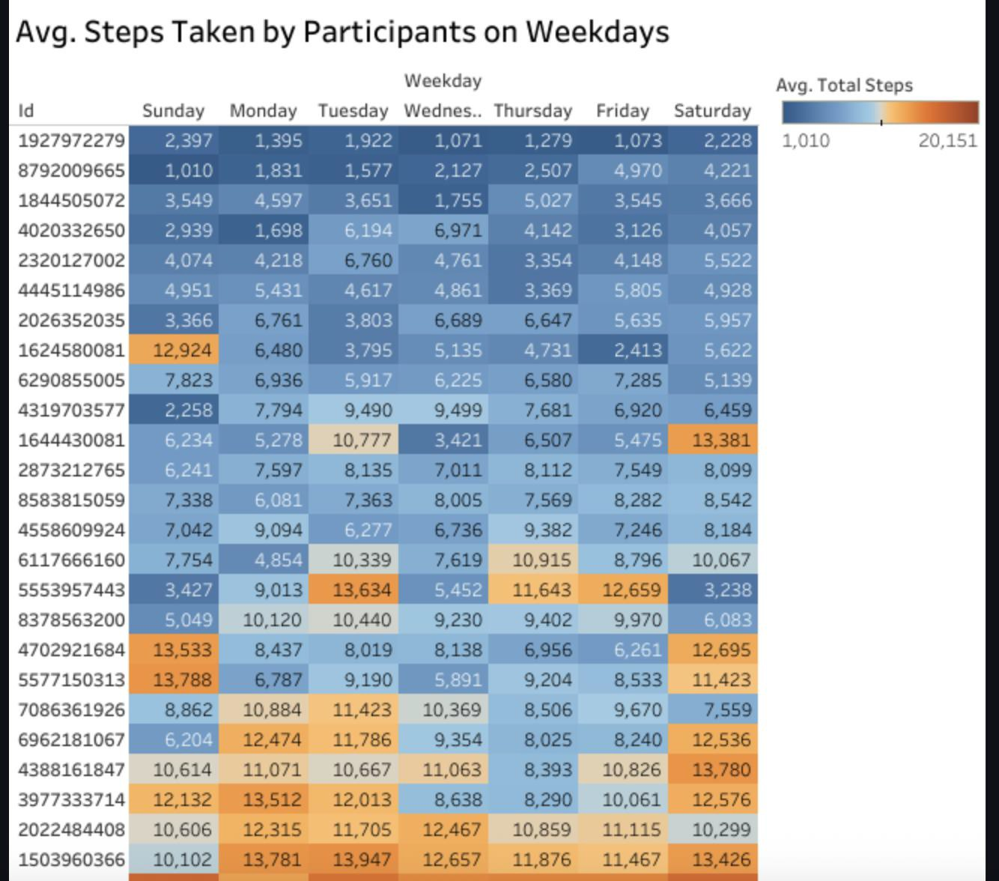 Avg. Steps Taken by Participants on Weekdays
Weekday
Avg. Total Steps
Id Sunday Monday Tuesday Wednes.. Thursday Friday Saturday
1,010 20,151
1927972279 2,397 1,395 1,922 1,071 1,279 1,073 2,228
8792009665 1,010 1,831 1,577 2,127 2,507 4,970 4,221
1844505072 3,549 4,597 3,651 1,755 5,027 3,545 3,666
4020332650 2,939 1,698 6,194 6,971 4,142 3,126 4,057
2320127002 4,074 4,218 6,760 4,761 3,354 4,148 5,522
4445114986 4,951 5,431 4,617 4,861 3,369 5,805 4,928
2026352035 3,366 6,761 3,803 6,689 6,647 5,635 5,957
1624580081 12,924 6,480 3,795 5,135 4,731 2,413 5,622
6290855005 7,823 6,936 5,917 6,225 6,580 7,285 5,139
4319703577 2,258 7,794 9,490 9,499 7,681 6,920 6,459
1644430081 6,234 5,278 10,777 3,421 6,507 5,475 13,381
2873212765 6,241 7,597 8,135 7,011 8,112 7,549 8,099
8583815059 7,338 6,081 7,363 8,005 7,569 8,282 8,542
4558609924 7,042 9,094 6,277 6,736 9,382 7,246 8,184
6117666160 7,754 4,854 10,339 7,619 10,915 8,796 10,067
5553957443 3,427 9,013 13,634 5,452 11,643 12,659 3,238
8378563200 5,049 10,120 10,440 9,230 9,402 9,970 6,083
4702921684 13,533 8,437 8,019 8,138 6,956 6,261 12,695
5577150313 13,788 6,787 9,190 5,891 9,204 8,533 11,423
7086361926 8,862 10,884 11,423 10,369 8,506 9,670 7,559
6962181067 6,204 12,474 11,786 9,354 8,025 8,240 12,536
4388161847 10,614 11,071 10,667 11,063 8,393 10,826 13,780
3977333714 12,132 13,512 12,013 8,638 8,290 10,061 12,576
2022484408 10,606 12,315 11,705 12,467 10,859 11,115 10,299
1503960366 10,102 13,781 13,947 12,657 11,876 11,467 13,426